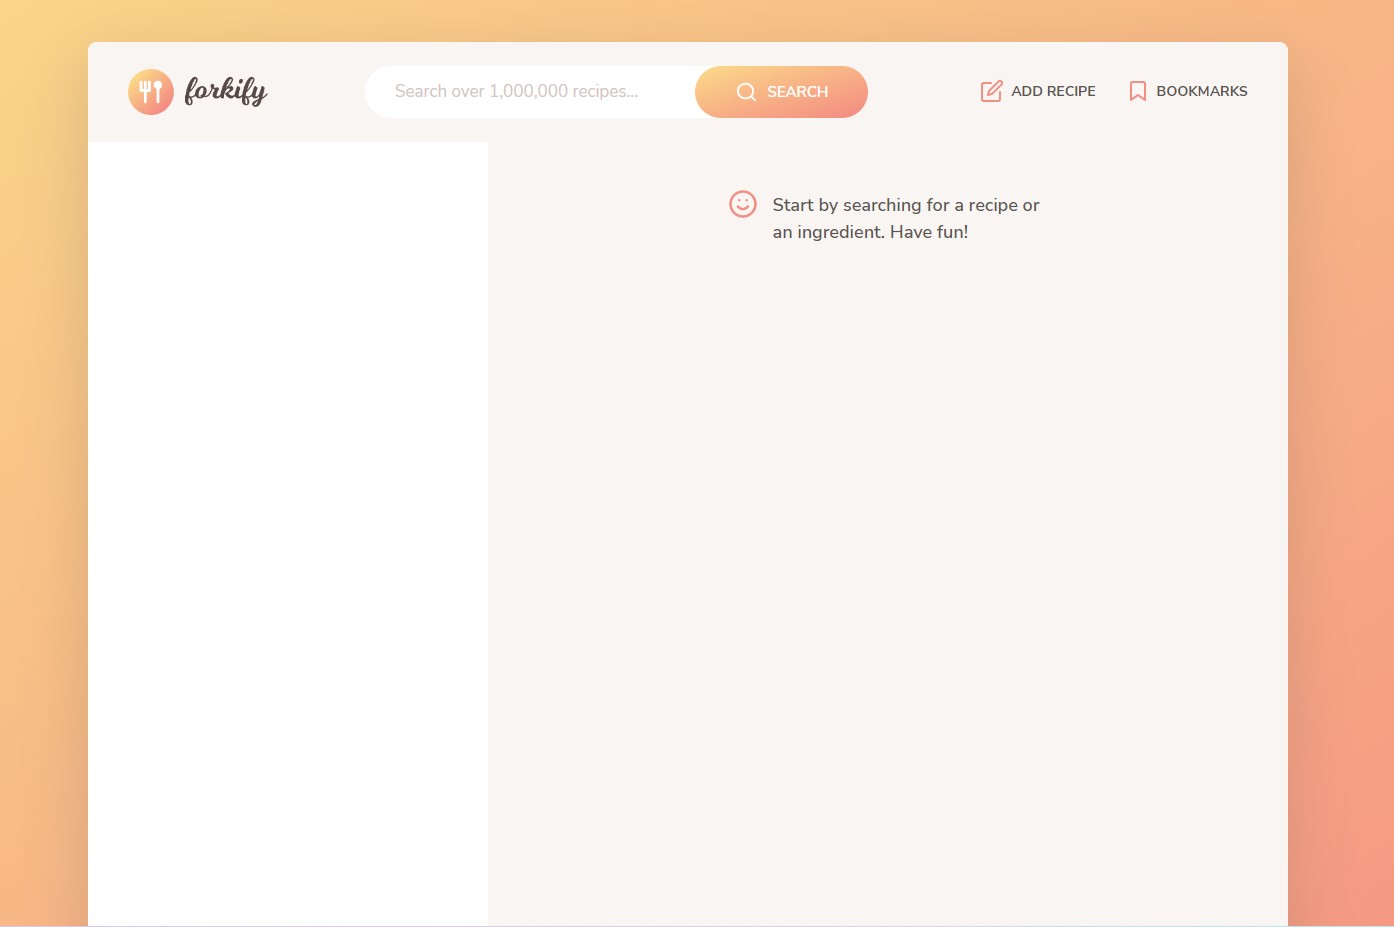 forkify
Search over 1,000,000 recipes...
SEARCH
ADD RECIPE
BOOKMARKS
Start by searching for a recipe or
an ingredient. Have fun!